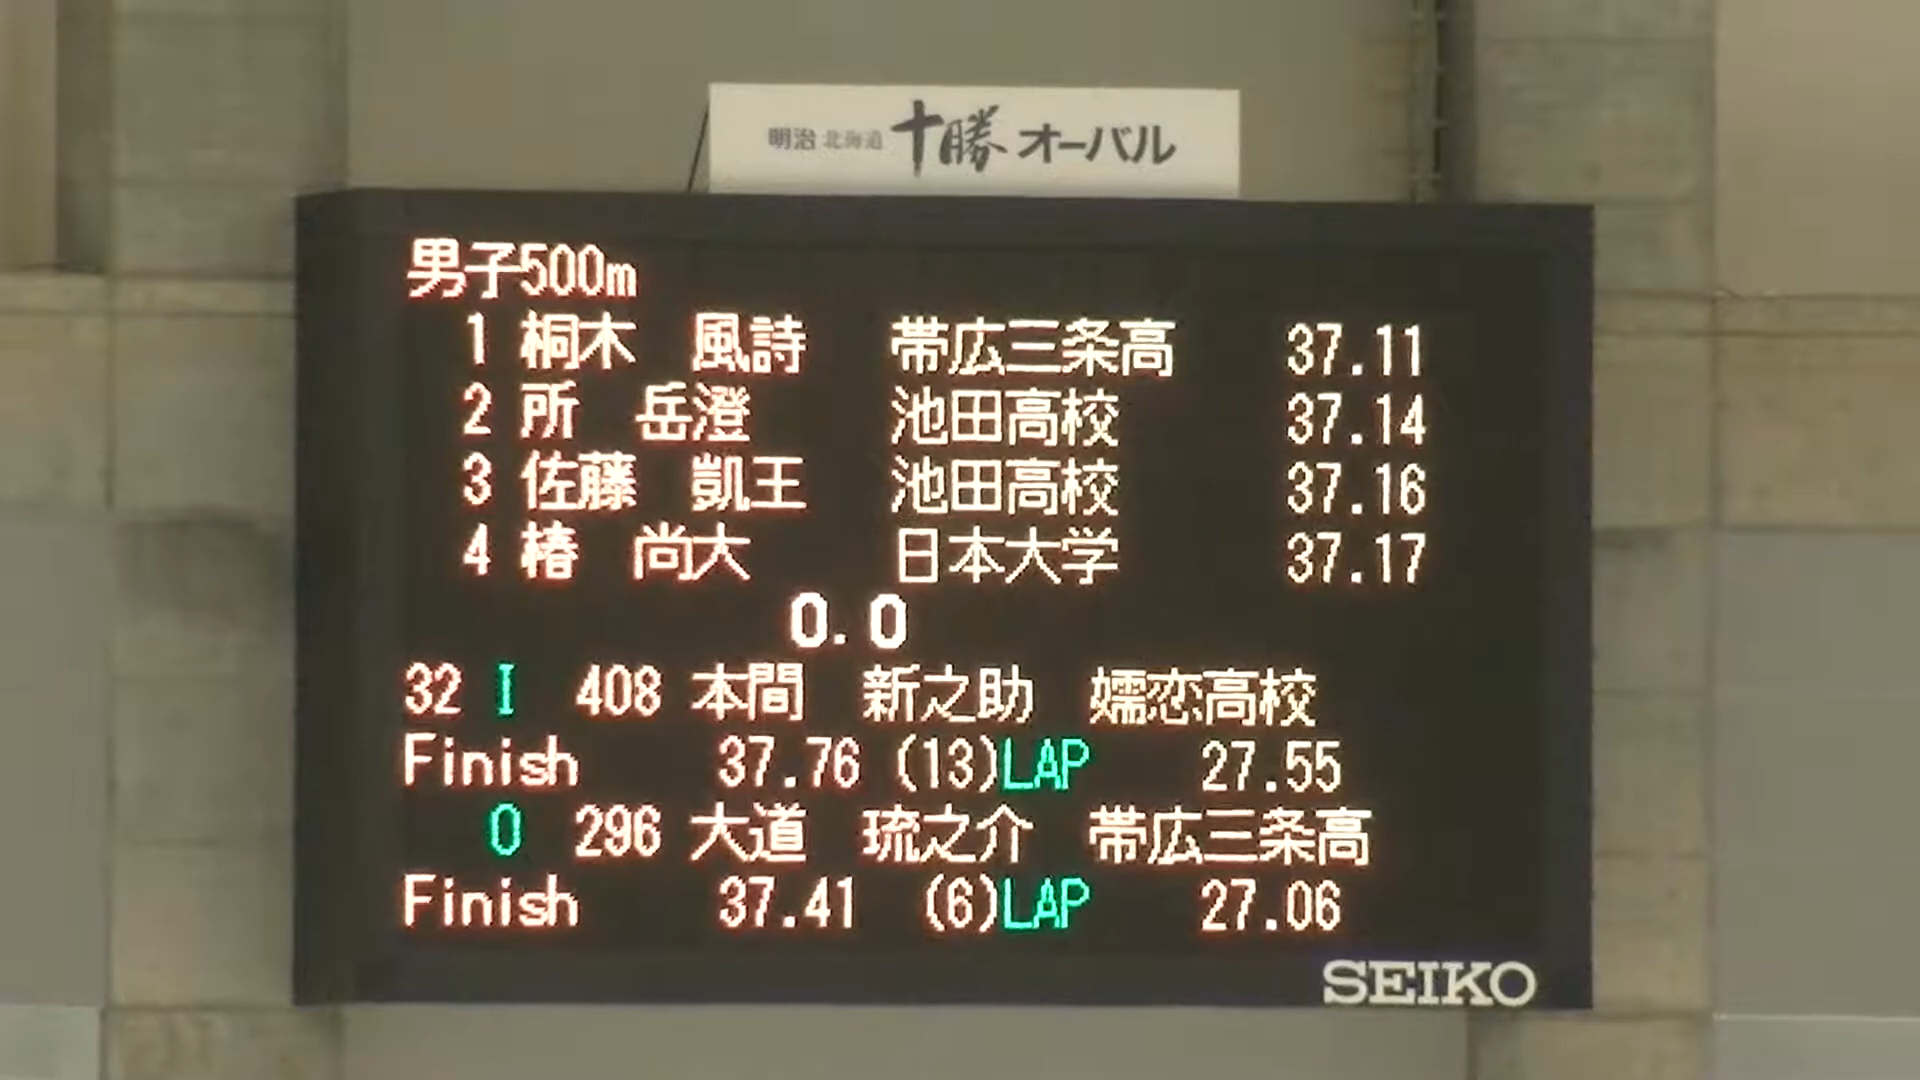 明治 北海道 十勝オーバル
男子500m
1 桐木 風詩 帯広三条高 37.11
2 所 岳澄 池田高校 37.14
3 佐藤 凱王 池田高校 37.16
4 椿 尚大 日本大学 37.17
0.0
32 I 408 本間 新之助 嬬恋高校
Finish 37.76 (13)LAP 27.55
O 296 大道 琉之介 帯広三条高
Finish 37.41 (6)LAP 27.06
SEIKO